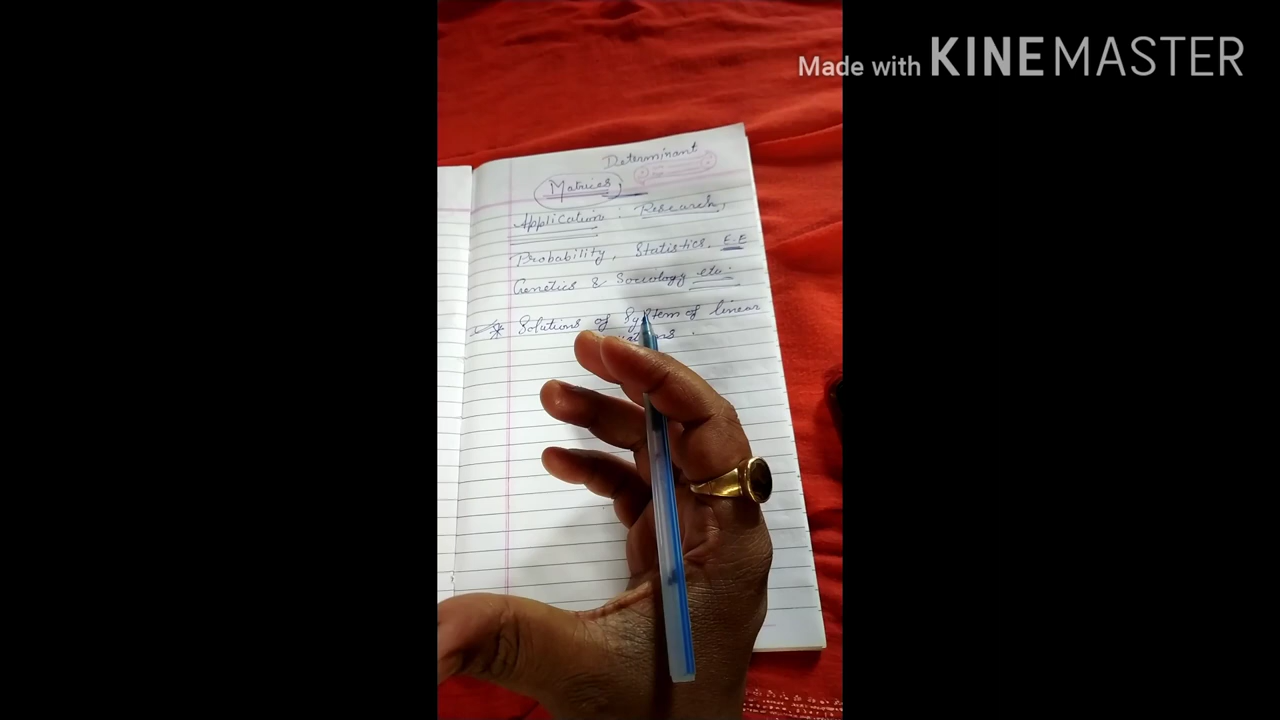 Made with KINEMASTER
Determinant
Matrices,
Application : Research,
Probability, Statistics, E.E
Genetics & Sociology etc.
* Solutions of System of linear